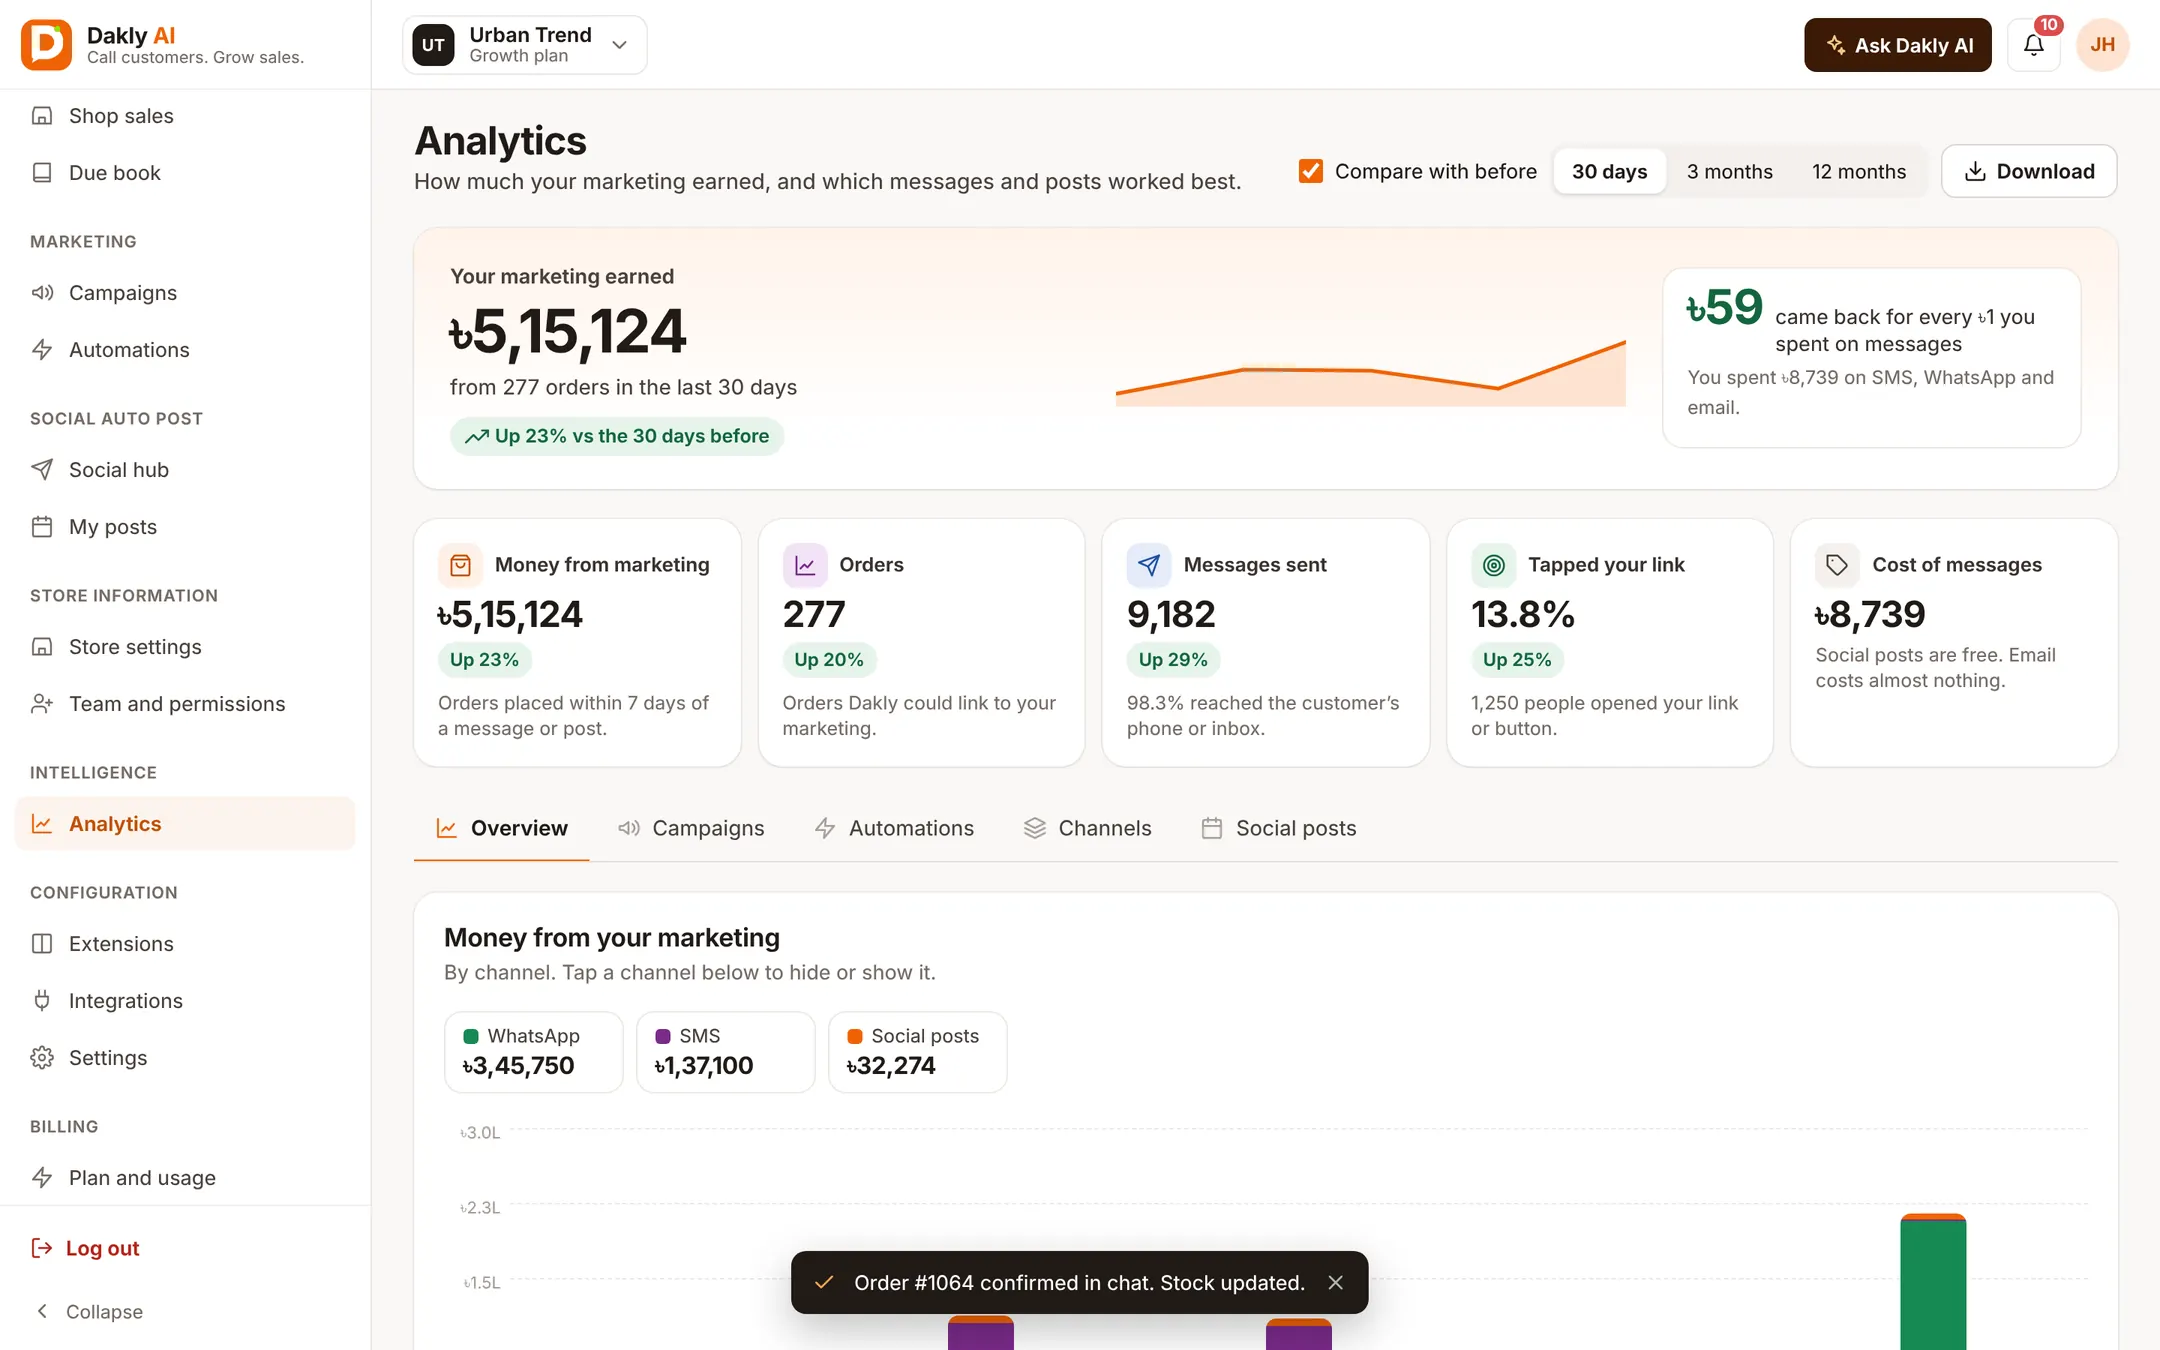 Dakly AI
Call customers. Grow sales.
Shop sales
Due book
MARKETING
Campaigns
Automations
SOCIAL AUTO POST
Social hub
My posts
STORE INFORMATION
Store settings
Team and permissions
INTELLIGENCE
Analytics
CONFIGURATION
Extensions
Integrations
Settings
BILLING
Plan and usage
Log out
Collapse
UT
Urban Trend
Growth plan
Ask Dakly AI
10
JH
Analytics
How much your marketing earned, and which messages and posts worked best.
Compare with before
30 days
3 months
12 months
Download
Your marketing earned
৳5,15,124
from 277 orders in the last 30 days
Up 23% vs the 30 days before
৳59 came back for every ৳1 you
spent on messages
You spent ৳8,739 on SMS, WhatsApp and
email.
Money from marketing
৳5,15,124
Up 23%
Orders placed within 7 days of
a message or post.
Orders
277
Up 20%
Orders Dakly could link to your
marketing.
Messages sent
9,182
Up 29%
98.3% reached the customer’s
phone or inbox.
Tapped your link
13.8%
Up 25%
1,250 people opened your link
or button.
Cost of messages
৳8,739
Social posts are free. Email
costs almost nothing.
Overview
Campaigns
Automations
Channels
Social posts
Money from your marketing
By channel. Tap a channel below to hide or show it.
WhatsApp
৳3,45,750
SMS
৳1,37,100
Social posts
৳32,274
৳3.0L
৳2.3L
৳1.5L
Order #1064 confirmed in chat. Stock updated.